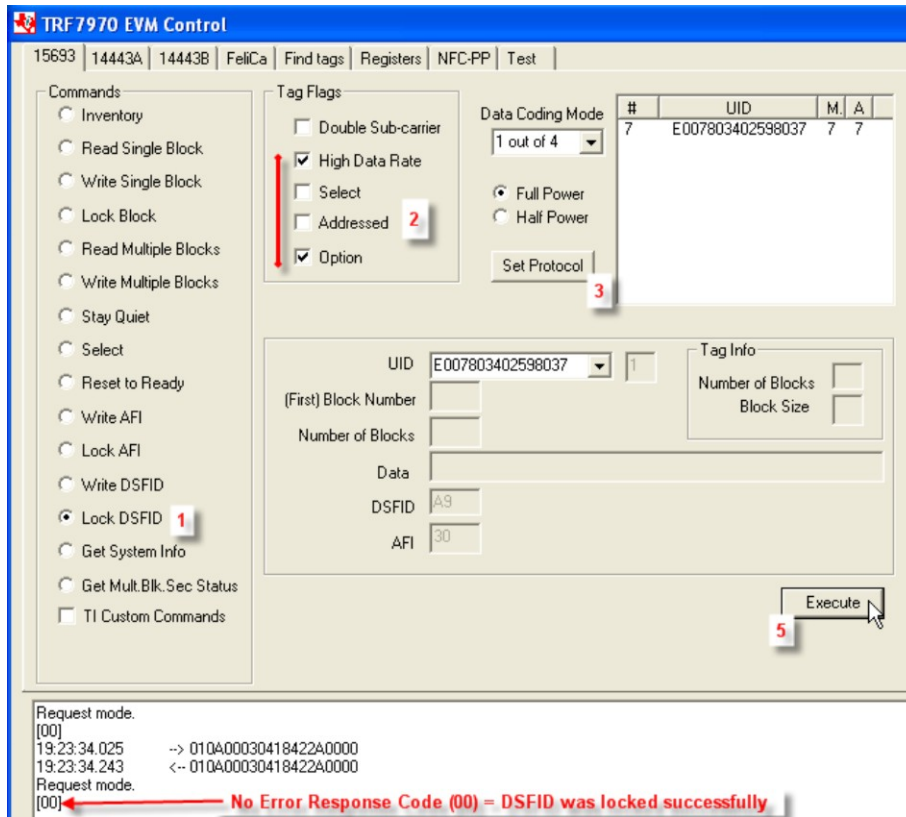 TRF7970 EVM Control
15693 14443A 14443B FeliCa Find tags Registers NFC-PP Test
Commands
Inventory
Read Single Block
Write Single Block
Lock Block
Read Multiple Blocks
Write Multiple Blocks
Stay Quiet
Select
Reset to Ready
Write AFI
Lock AFI
Write DSFID
Lock DSFID 1
Get System Info
Get Mult.Blk.Sec Status
TI Custom Commands
Tag Flags
Double Sub-carrier
High Data Rate
Select
Addressed 2
Option
Data Coding Mode
1 out of 4
Full Power
Half Power
Set Protocol
3
# UID M. A
7 E007803402598037 7 7
UID E007803402598037 1
(First) Block Number
Number of Blocks
Data
DSFID A9
AFI 30
Tag Info
Number of Blocks
Block Size
Execute
5
Request mode.
[00]
19:23:34.025 --> 010A00030418422A0000
19:23:34.243 <-- 010A00030418422A0000
Request mode.
[00] No Error Response Code (00) = DSFID was locked successfully